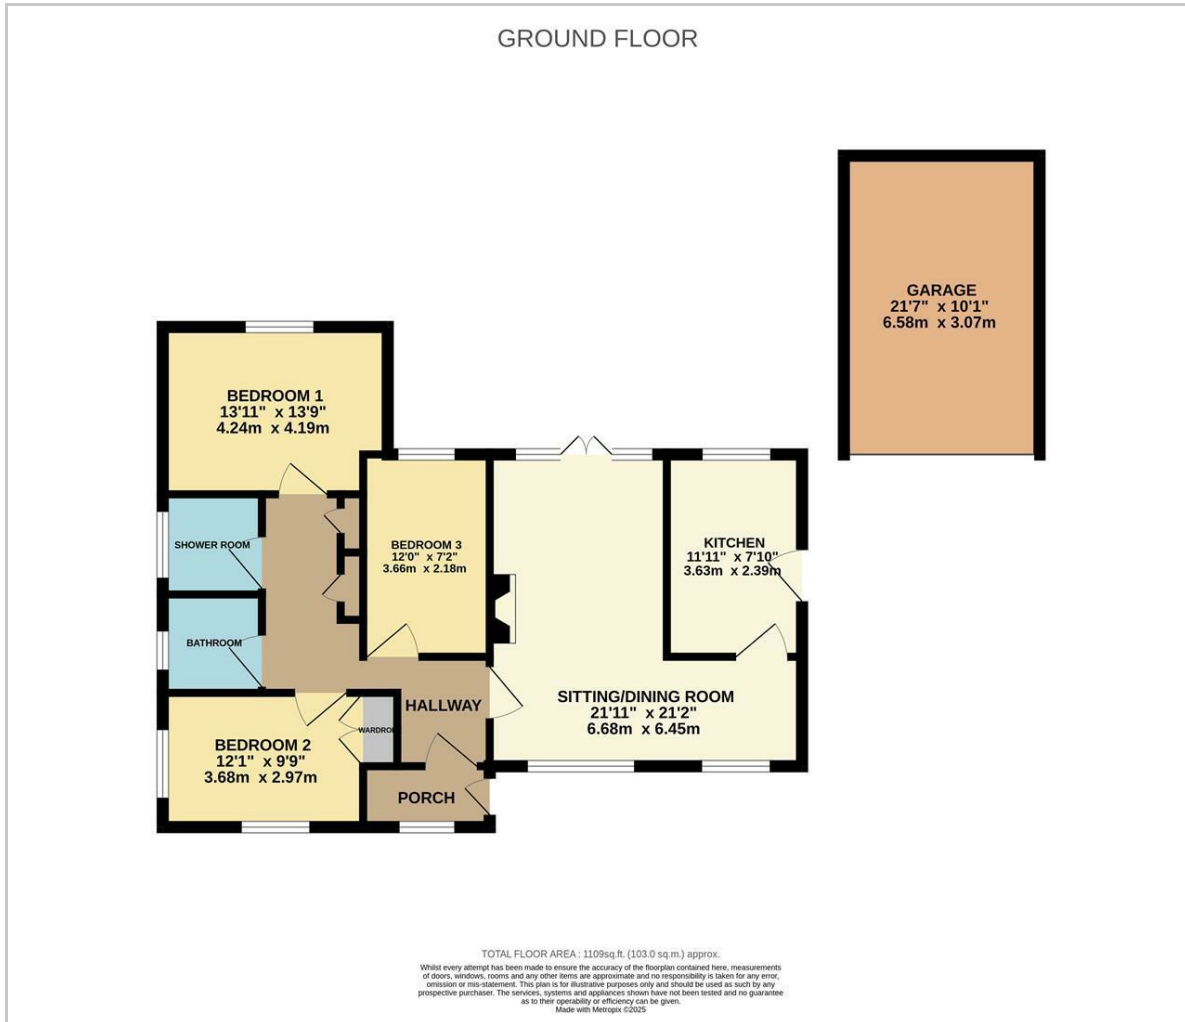 GROUND FLOOR
GARAGE
21'7" x 10'1"
6.58m x 3.07m
BEDROOM 1
13'11" x 13'9"
4.24m x 4.19m
SHOWER ROOM
BEDROOM 3
12'0" x 7'2"
3.66m x 2.18m
KITCHEN
11'11" x 7'10"
3.63m x 2.39m
BATHROOM
HALLWAY
SITTING/DINING ROOM
21'11" x 21'2"
6.68m x 6.45m
BEDROOM 2
12'1" x 9'9"
3.68m x 2.97m
WARDROB
PORCH
TOTAL FLOOR AREA : 1109sq.ft. (103.0 sq.m.) approx.
Whilst every attempt has been made to ensure the accuracy of the floorplan contained here, measurements
of doors, windows, rooms and any other items are approximate and no responsibility is taken for any error,
omission or mis-statement. This plan is for illustrative purposes only and should be used as such by any
prospective purchaser. The services, systems and appliances shown have not been tested and no guarantee
as to their operability or efficiency can be given.
Made with Metropix ©2025